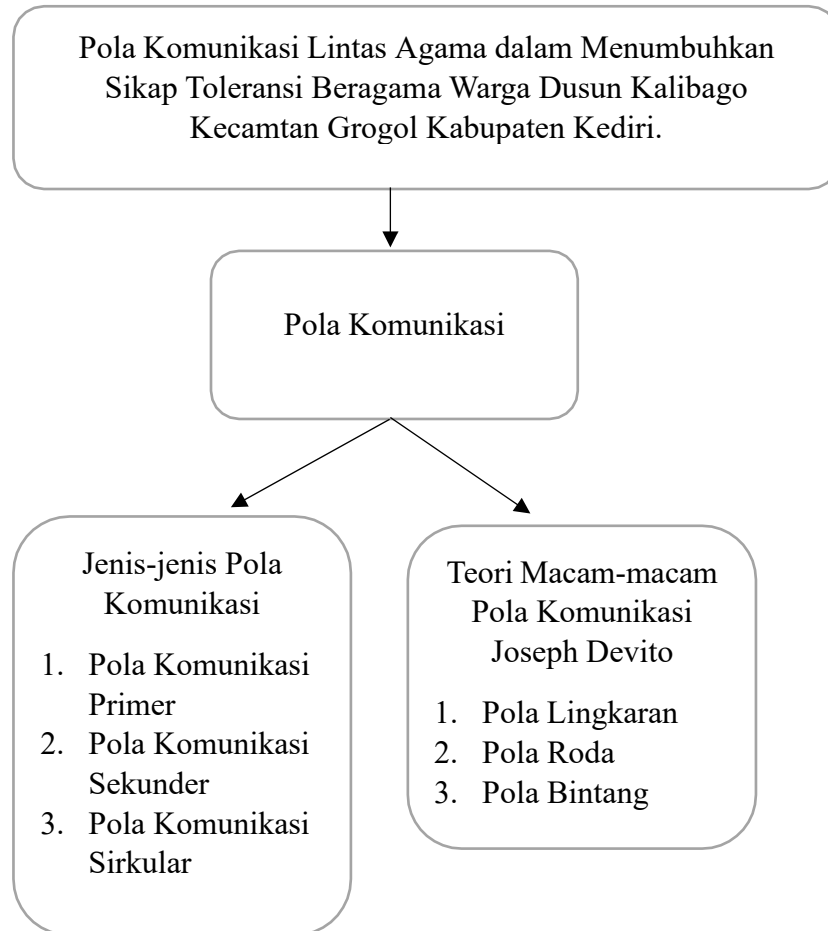 Pola Komunikasi Lintas Agama dalam Menumbuhkan
Sikap Toleransi Beragama Warga Dusun Kalibago
Kecamtan Grogol Kabupaten Kediri.
Pola Komunikasi
Jenis-jenis Pola
Komunikasi
1. Pola Komunikasi
Primer
2. Pola Komunikasi
Sekunder
3. Pola Komunikasi
Sirkular
Teori Macam-macam
Pola Komunikasi
Joseph Devito
1. Pola Lingkaran
2. Pola Roda
3. Pola Bintang